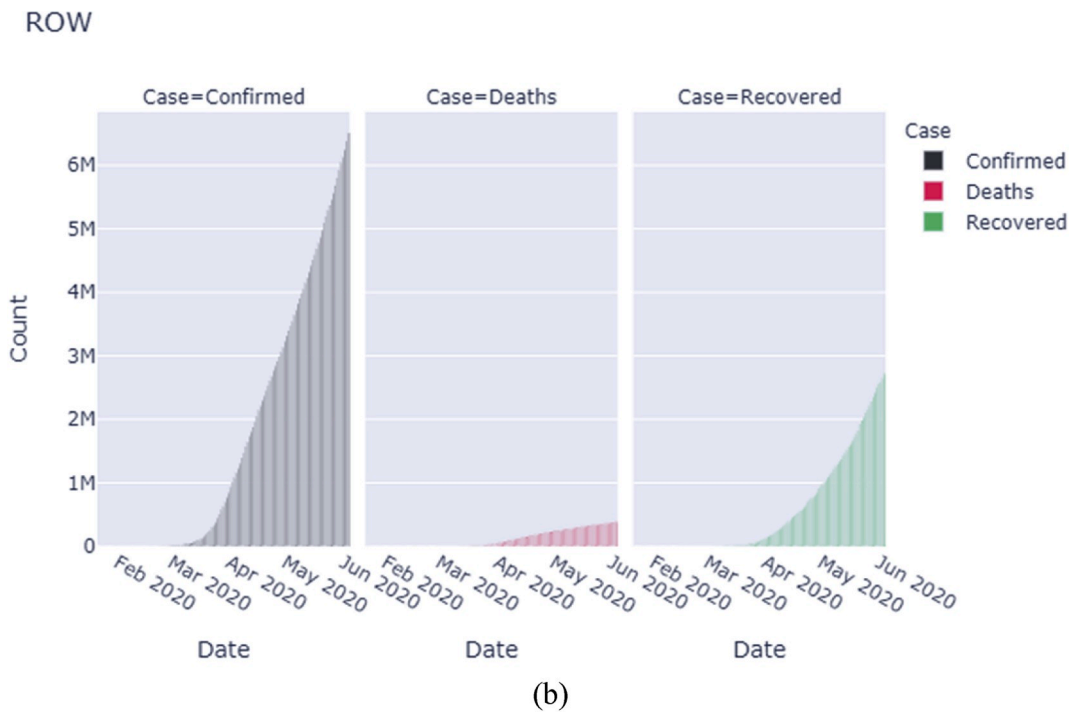 ROW
Case=Confirmed Case=Deaths Case=Recovered
Case
Confirmed
Deaths
Recovered
6M
5M
4M
3M
2M
1M
0
Count
Feb 2020 Mar 2020 Apr 2020 May 2020 Jun 2020 Feb 2020 Mar 2020 Apr 2020 May 2020 Jun 2020 Feb 2020 Mar 2020 Apr 2020 May 2020 Jun 2020
Date Date Date
(b)